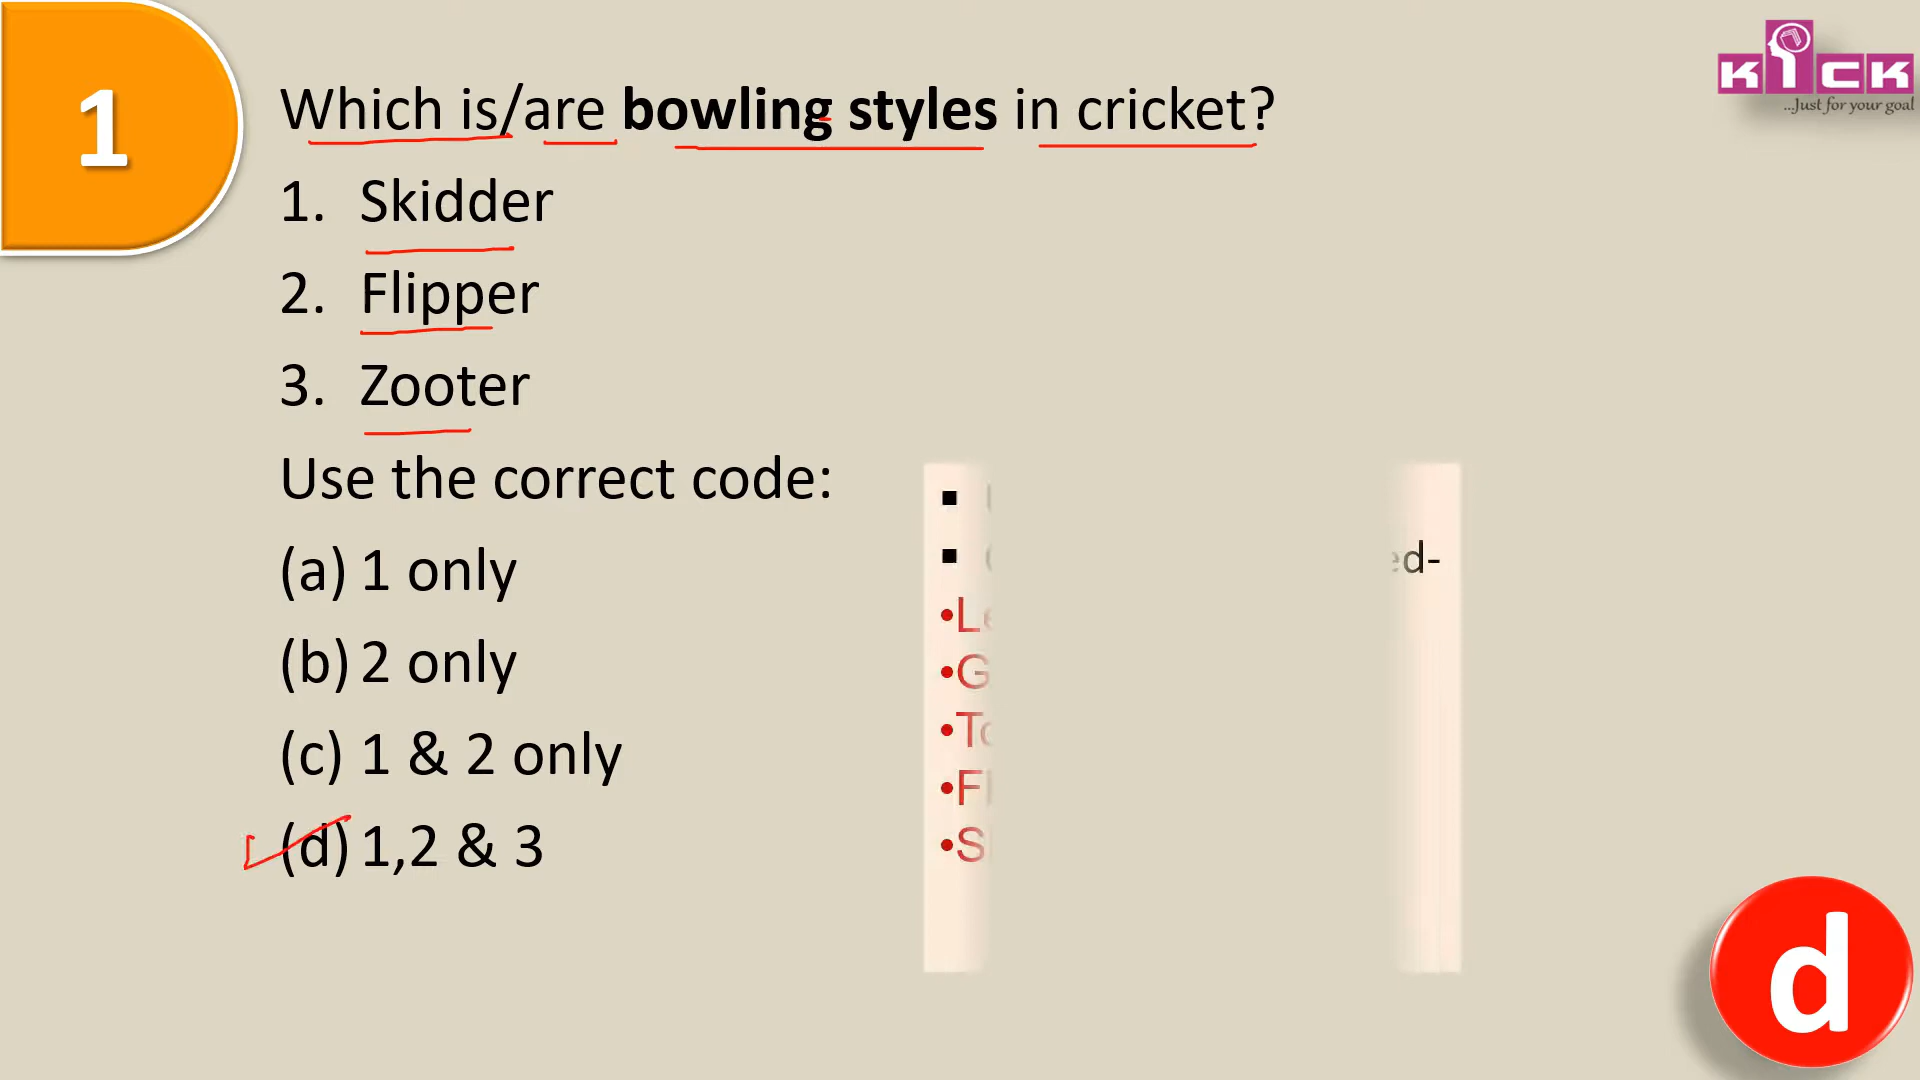 1
KICK
...Just for your goal
Which is/are bowling styles in cricket?
1. Skidder
2. Flipper
3. Zooter
Use the correct code:
(a) 1 only
(b) 2 only
(c) 1 & 2 only
(d) 1,2 & 3
d